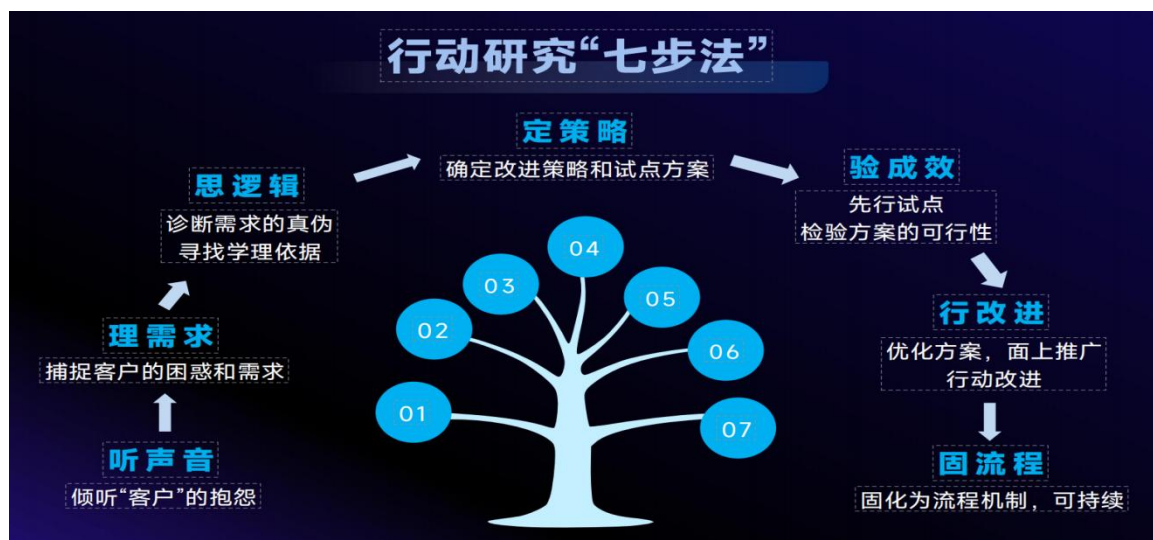 行动研究“七步法”
听声音
倾听“客户”的抱怨
理需求
捕捉客户的困惑和需求
思逻辑
诊断需求的真伪
寻找学理依据
定策略
确定改进策略和试点方案
验成效
先行试点
检验方案的可行性
行改进
优化方案，面上推广
行动改进
固流程
固化为流程机制，可持续
01
02
03
04
05
06
07